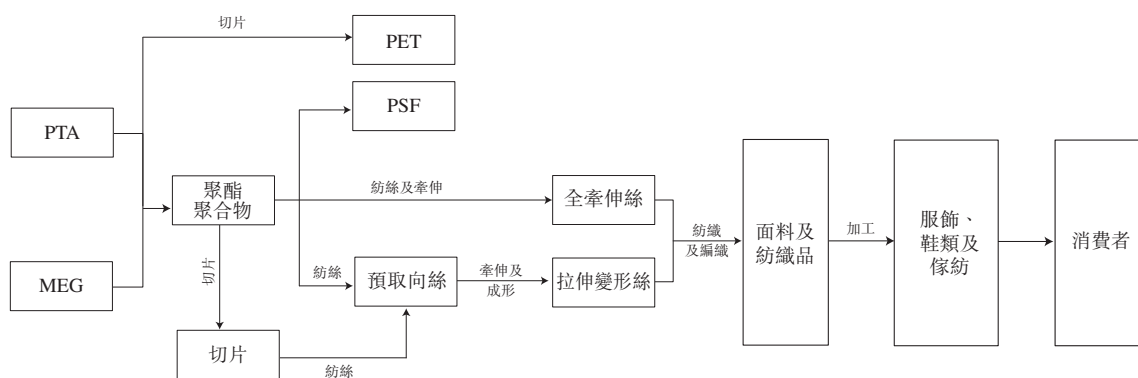 切片
PET
PSF
PTA
聚酯
聚合物
紡絲及牽伸
全牽伸絲
紡織
及編織
面料及
紡織品
加工
服飾、
鞋類及
傢紡
消費者
MEG
切片
紡絲
預取向絲
牽伸及
成形
拉伸變形絲
切片
紡絲